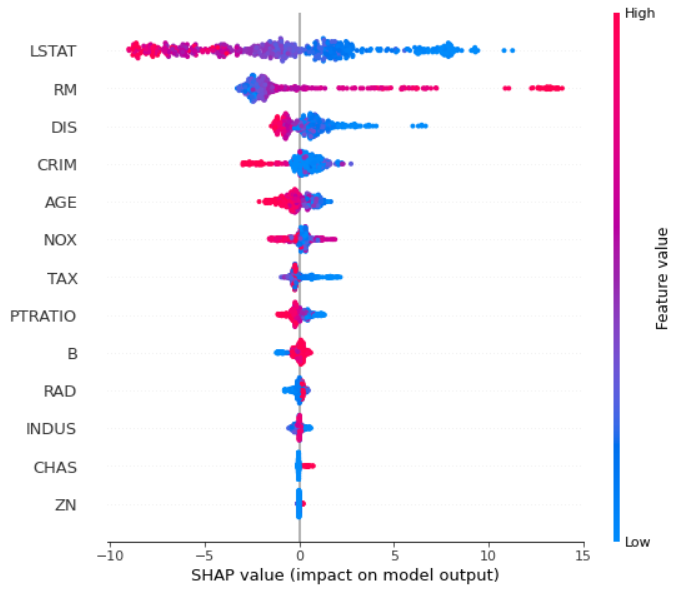 High
LSTAT
RM
DIS
CRIM
AGE
NOX
TAX
PTRATIO
B
RAD
INDUS
CHAS
ZN
Feature value
Low
−10 −5 0 5 10 15
SHAP value (impact on model output)